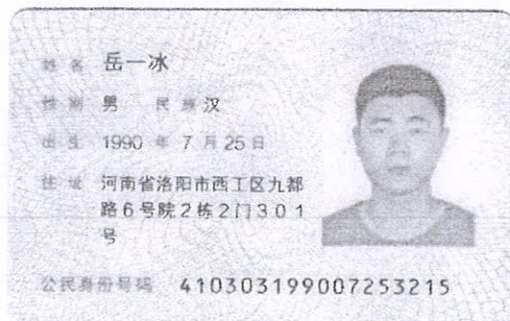 姓名 岳一冰
性别 男 民族 汉
出生 1990 年 7 月 25 日
住址 河南省洛阳市西工区九都
路6号院2栋2门301
号
公民身份号码 410303199007253215